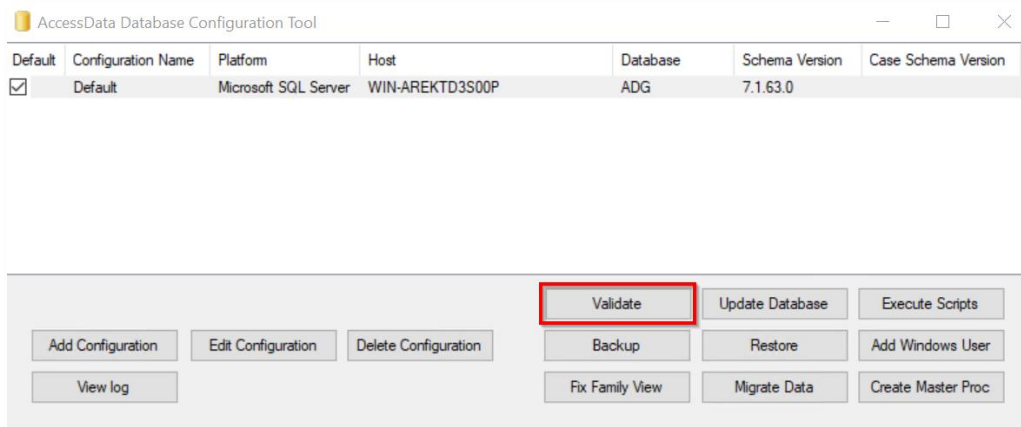 AccessData Database Configuration Tool
Default Configuration Name Platform Host Database Schema Version Case Schema Version
Default Microsoft SQL Server WIN-AREKTD3S00P ADG 7.1.63.0
Validate Update Database Execute Scripts
Add Configuration Edit Configuration Delete Configuration Backup Restore Add Windows User
View log Fix Family View Migrate Data Create Master Proc